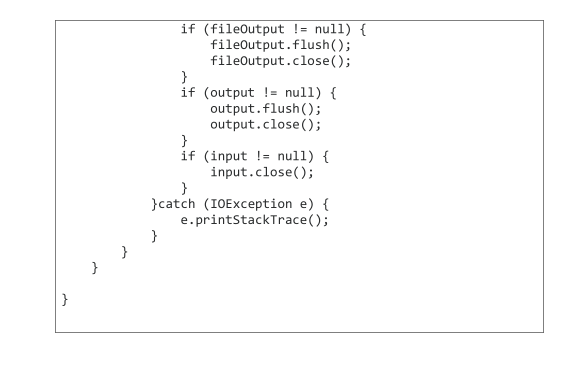 if (fileOutput != null) {
                    fileOutput.flush();
                    fileOutput.close();
                }
                if (output != null) {
                    output.flush();
                    output.close();
                }
                if (input != null) {
                    input.close();
                }
            }catch (IOException e) {
                e.printStackTrace();
            }
        }
    }

}